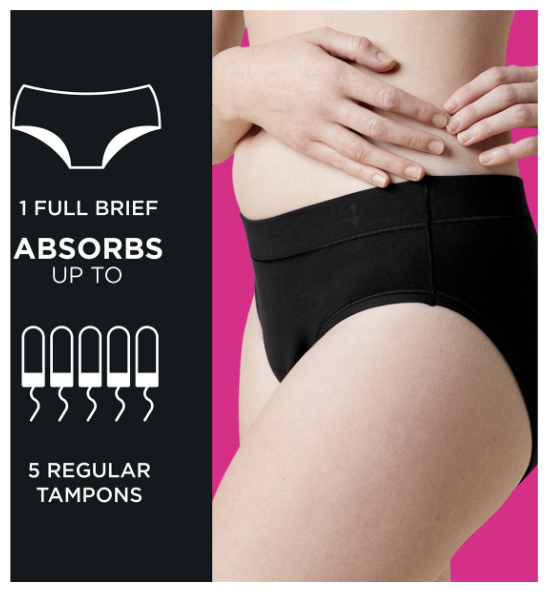 1 FULL BRIEF
ABSORBS
UP TO
5 REGULAR
TAMPONS